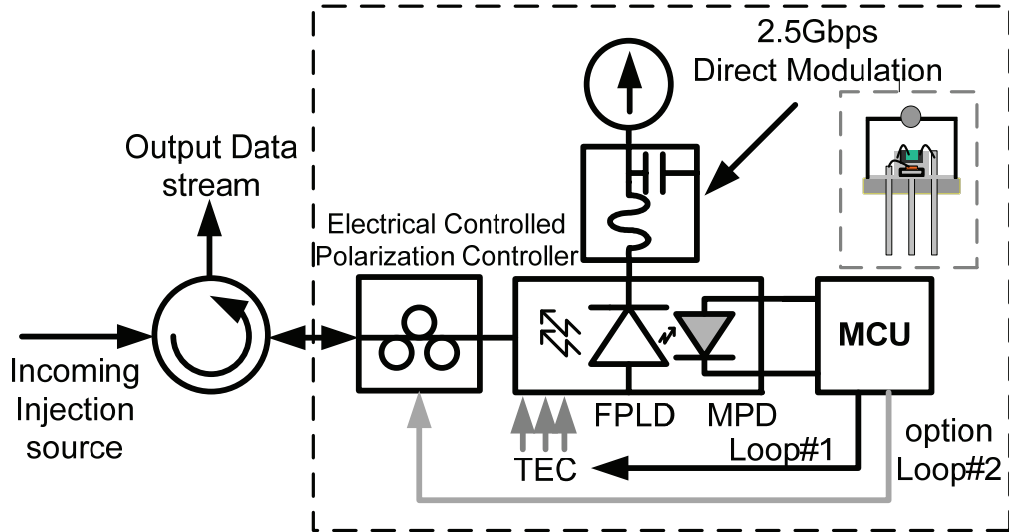 2.5Gbps
Direct Modulation
Output Data
stream
Electrical Controlled
Polarization Controller
MCU
Incoming
Injection
source
FPLD
MPD
TEC
Loop#1
option
Loop#2